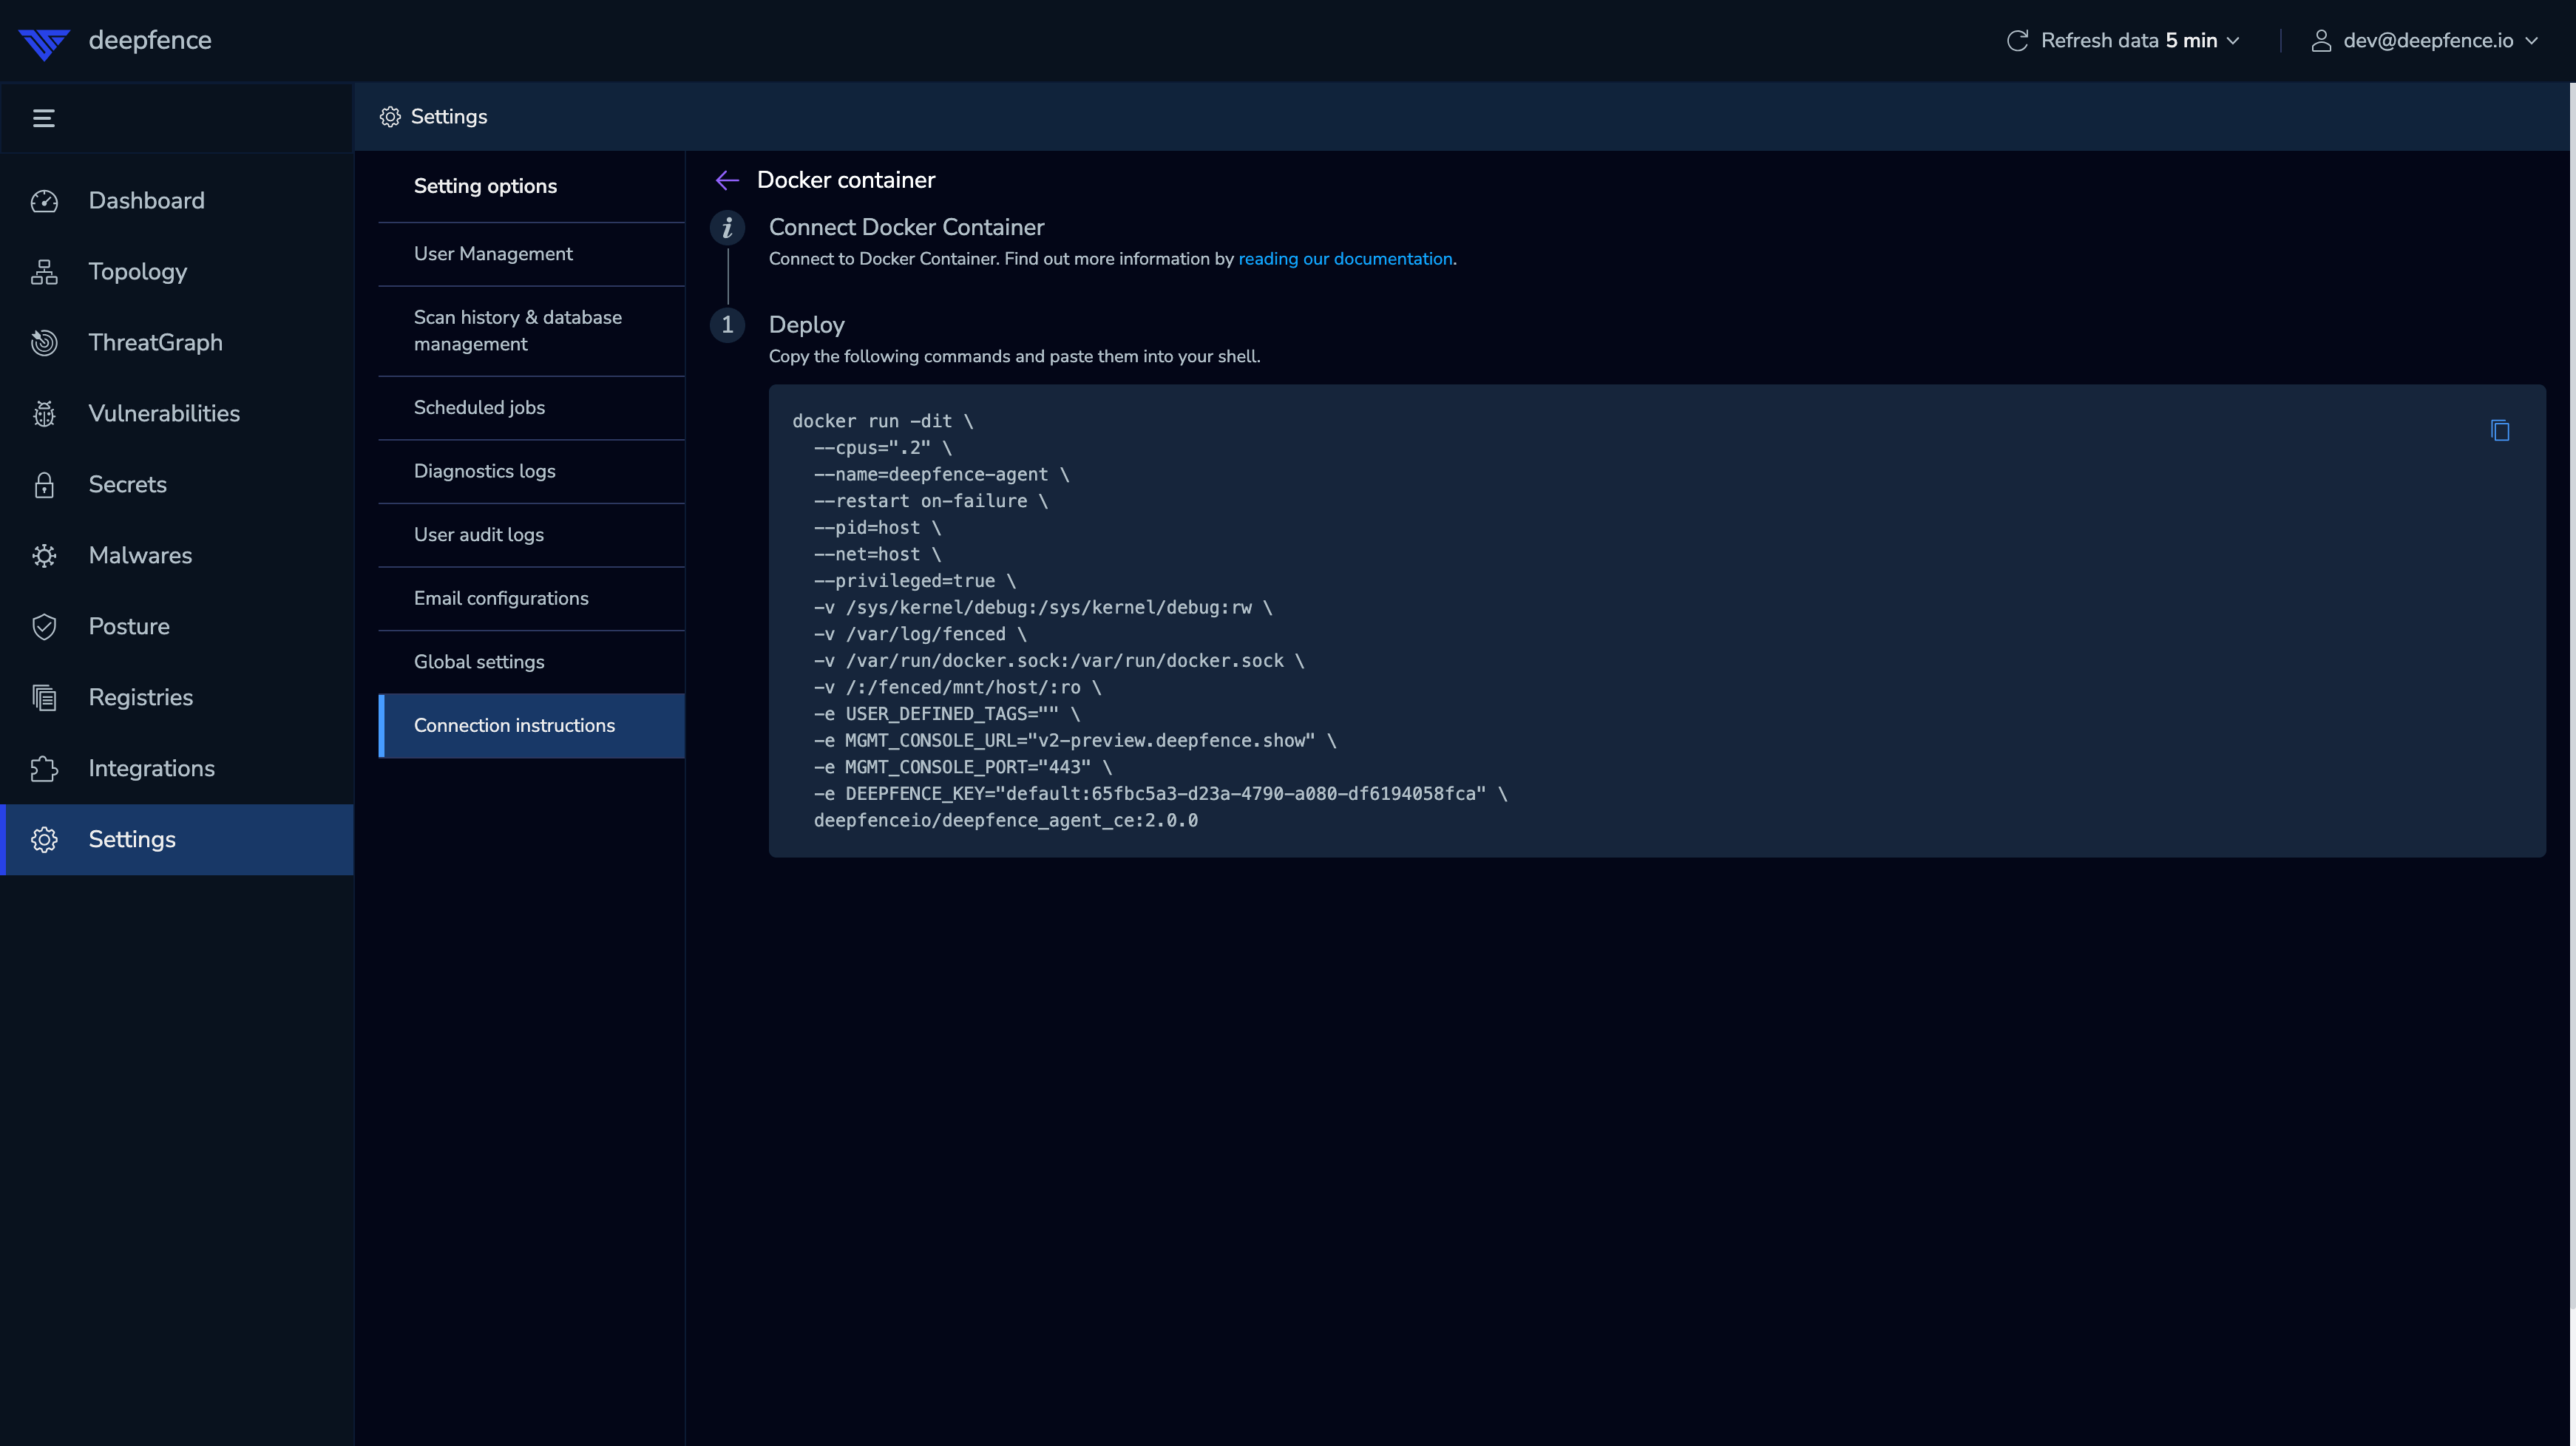 deepfence
Refresh data 5 min
dev@deepfence.io
Settings
Dashboard
Topology
ThreatGraph
Vulnerabilities
Secrets
Malwares
Posture
Registries
Integrations
Settings
Setting options
User Management
Scan history & database
management
Scheduled jobs
Diagnostics logs
User audit logs
Email configurations
Global settings
Connection instructions
Docker container
i
Connect Docker Container
Connect to Docker Container. Find out more information by reading our documentation.
1
Deploy
Copy the following commands and paste them into your shell.
docker run -dit \
  --cpus=".2" \
  --name=deepfence-agent \
  --restart on-failure \
  --pid=host \
  --net=host \
  --privileged=true \
  -v /sys/kernel/debug:/sys/kernel/debug:rw \
  -v /var/log/fenced \
  -v /var/run/docker.sock:/var/run/docker.sock \
  -v /:/fenced/mnt/host/:ro \
  -e USER_DEFINED_TAGS="" \
  -e MGMT_CONSOLE_URL="v2-preview.deepfence.show" \
  -e MGMT_CONSOLE_PORT="443" \
  -e DEEPFENCE_KEY="default:65fbc5a3-d23a-4790-a080-df6194058fca" \
  deepfenceio/deepfence_agent_ce:2.0.0